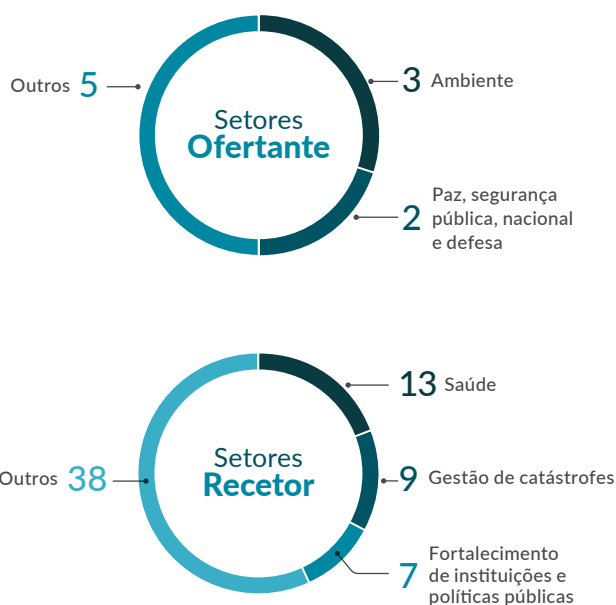 Setores
Ofertante
Outros 5
3 Ambiente
2 Paz, segurança
pública, nacional
e defesa
Setores
Recetor
Outros 38
13 Saúde
9 Gestão de catástrofes
7 Fortalecimento
de instituições e
políticas públicas